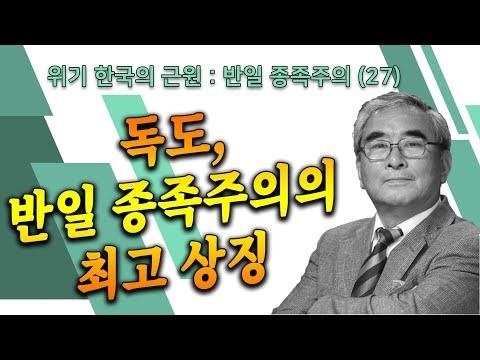 위기 한국의 근원 : 반일 종족주의 (27)
독도,
반일 종족주의의
최고 상징